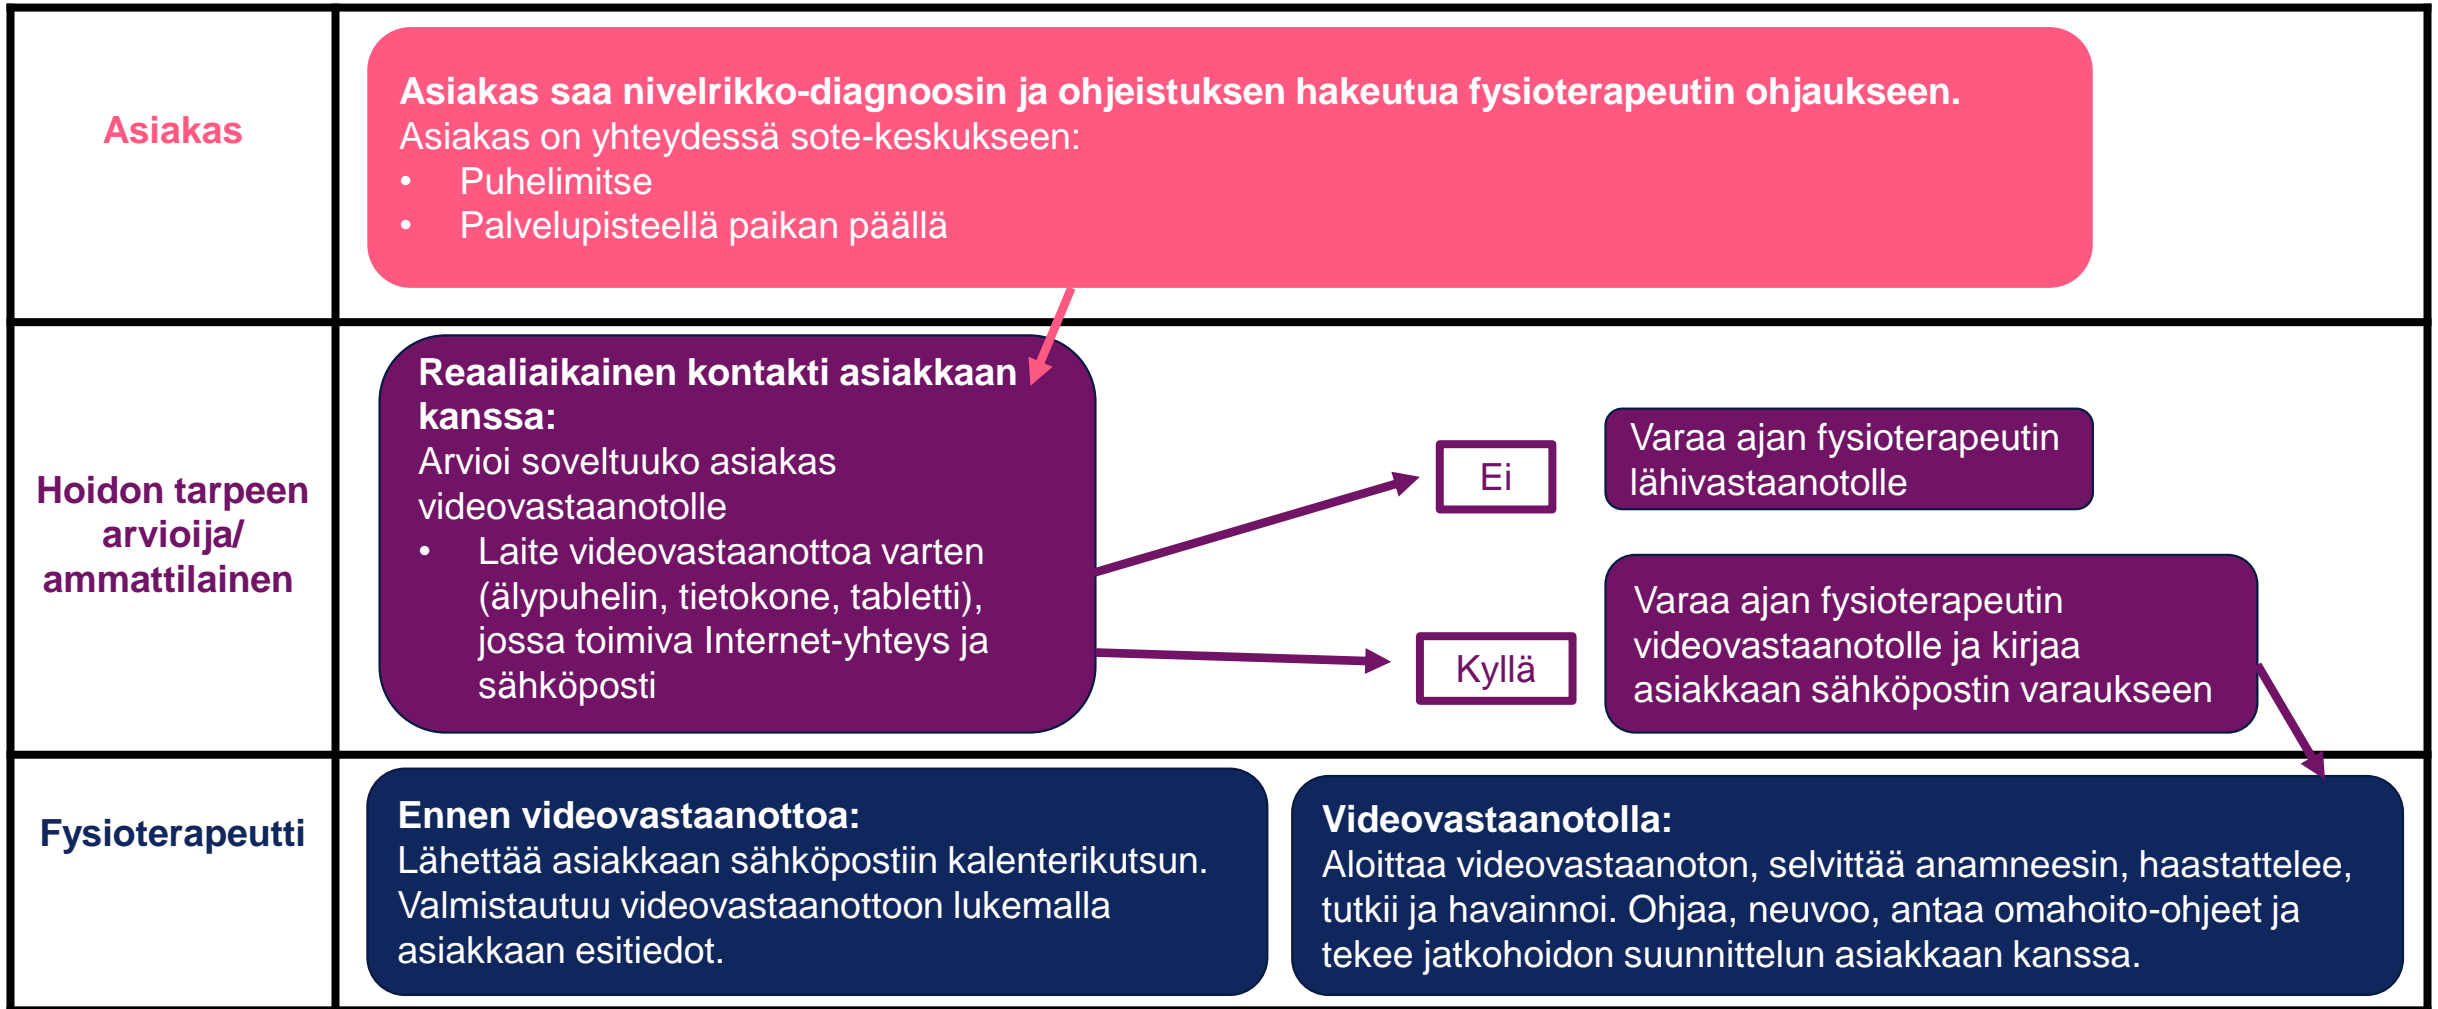 Asiakas
Asiakas saa nivelrikko-diagnoosin ja ohjeistuksen hakeutua fysioterapeutin ohjaukseen.
Asiakas on yhteydessä sote-keskukseen:
• Puhelimitse
• Palvelupisteellä paikan päällä
Hoidon tarpeen
arvioija/
ammattilainen
Reaaliaikainen kontakti asiakkaan
kanssa:
Arvioi soveltuuko asiakas
videovastaanotolle
• Laite videovastaanottoa varten
(älypuhelin, tietokone, tabletti),
jossa toimiva Internet-yhteys ja
sähköposti
Ei
Varaa ajan fysioterapeutin
lähivastaanotolle
Kyllä
Varaa ajan fysioterapeutin
videovastaanotolle ja kirjaa
asiakkaan sähköpostin varaukseen
Fysioterapeutti
Ennen videovastaanottoa:
Lähettää asiakkaan sähköpostiin kalenterikutsun.
Valmistautuu videovastaanottoon lukemalla
asiakkaan esitiedot.
Videovastaanotolla:
Aloittaa videovastaanoton, selvittää anamneesin, haastattelee,
tutkii ja havainnoi. Ohjaa, neuvoo, antaa omahoito-ohjeet ja
tekee jatkohoidon suunnittelun asiakkaan kanssa.